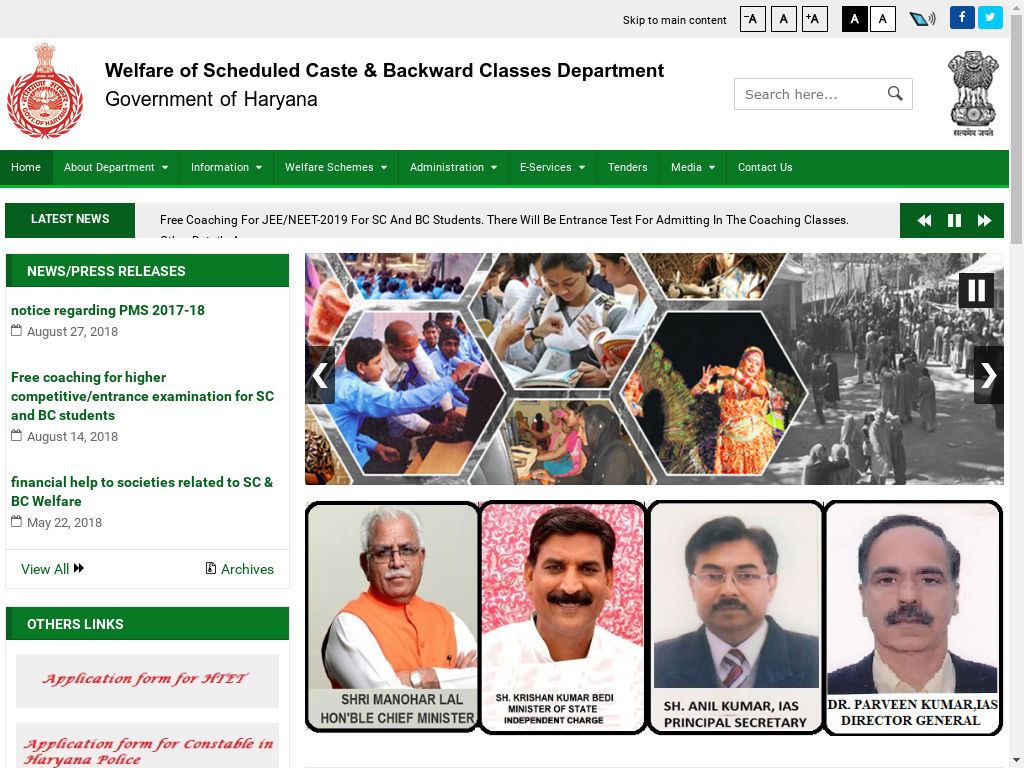 Skip to main content
-A
A
+A
A
A
Welfare of Scheduled Caste & Backward Classes Department
Government of Haryana
Search here...
सत्यमेव जयते
Home
About Department
Information
Welfare Schemes
Administration
E-Services
Tenders
Media
Contact Us
LATEST NEWS
Free Coaching For JEE/NEET-2019 For SC And BC Students. There Will Be Entrance Test For Admitting In The Coaching Classes.
NEWS/PRESS RELEASES
notice regarding PMS 2017-18
August 27, 2018
Free coaching for higher
competitive/entrance examination for SC
and BC students
August 14, 2018
financial help to societies related to SC &
BC Welfare
May 22, 2018
View All
Archives
OTHERS LINKS
Application form for HTET
Application form for Constable in
Haryana Police
SHRI MANOHAR LAL
HON'BLE CHIEF MINISTER
SH. KRISHAN KUMAR BEDI
MINISTER OF STATE
INDEPENDENT CHARGE
SH. ANIL KUMAR, IAS
PRINCIPAL SECRETARY
DR. PARVEEN KUMAR,IAS
DIRECTOR GENERAL